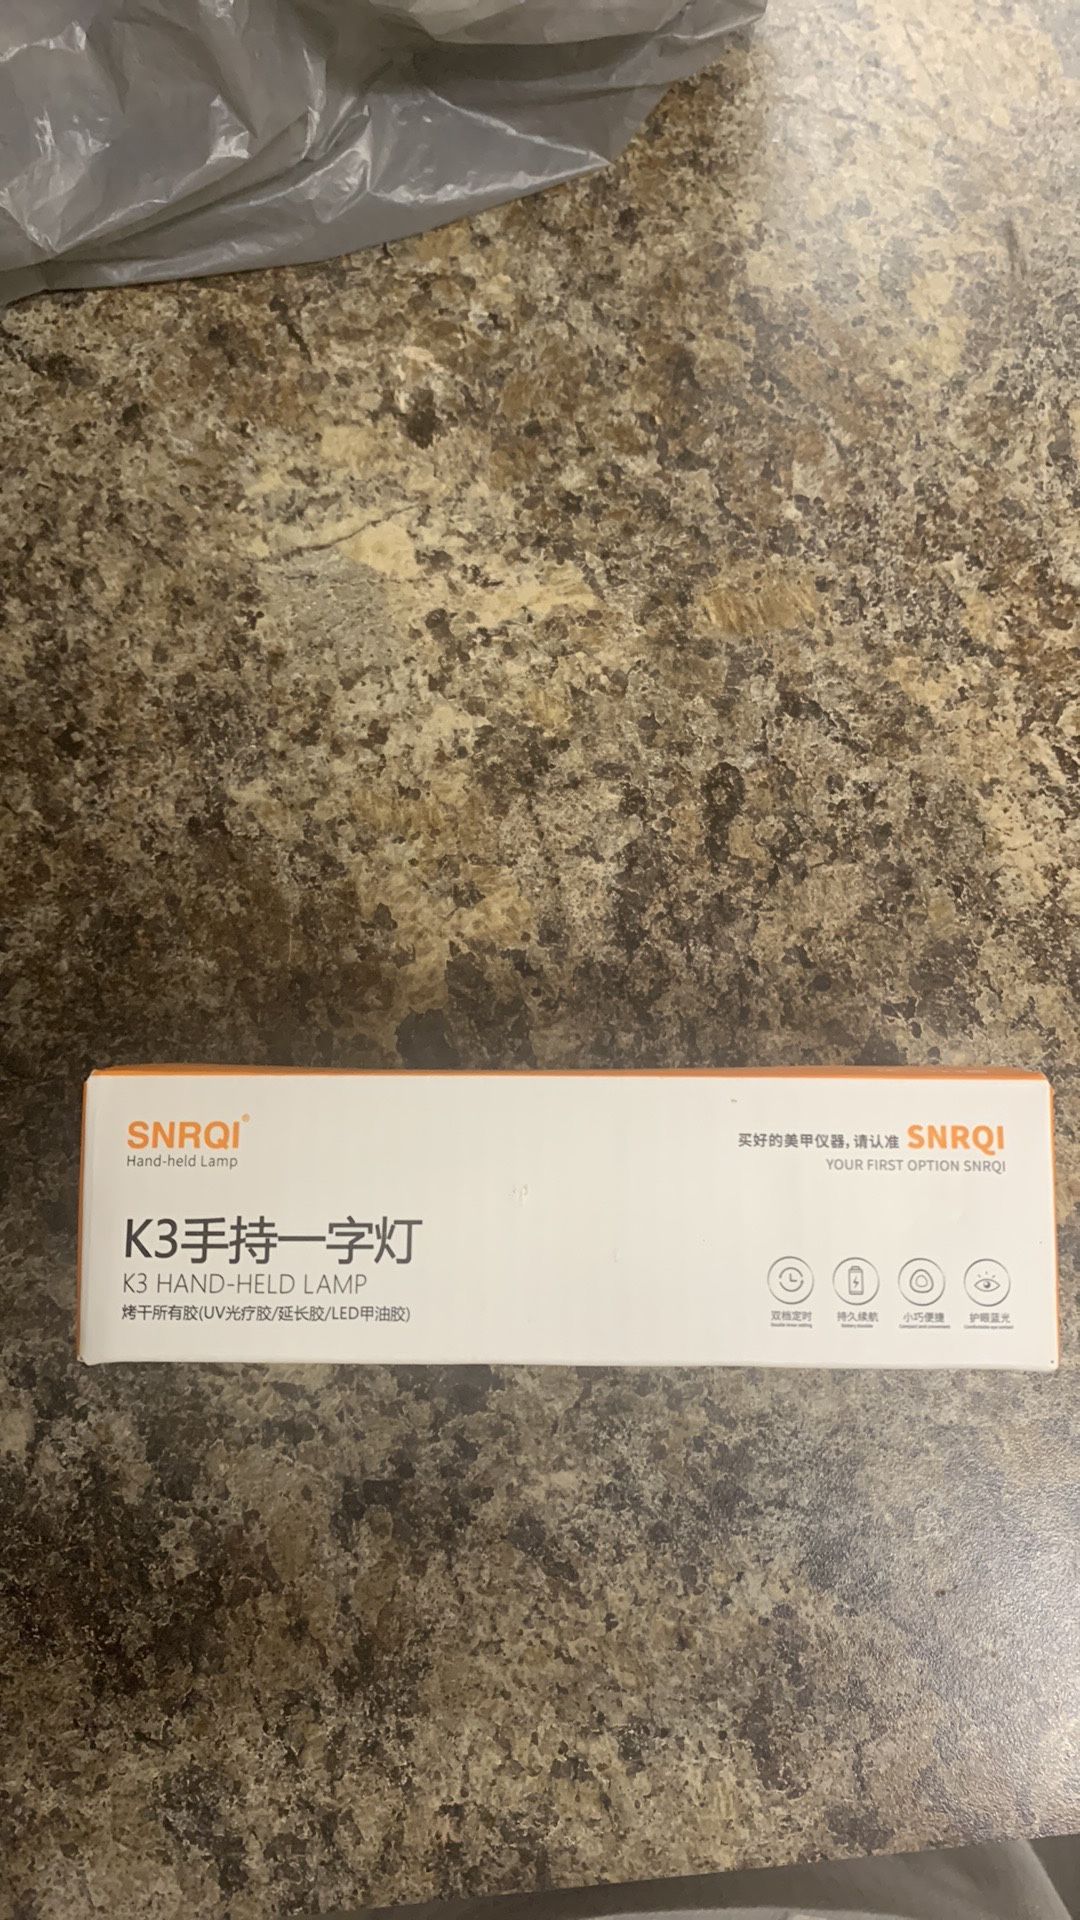 SNRQI®
Hand-held Lamp
买好的美甲仪器,请认准 SNRQI
YOUR FIRST OPTION SNRQI
K3手持一字灯
K3 HAND-HELD LAMP
烤干所有胶(UV光疗胶/延长胶/LED甲油胶)
双档定时 持久续航 小巧便捷 护眼蓝光